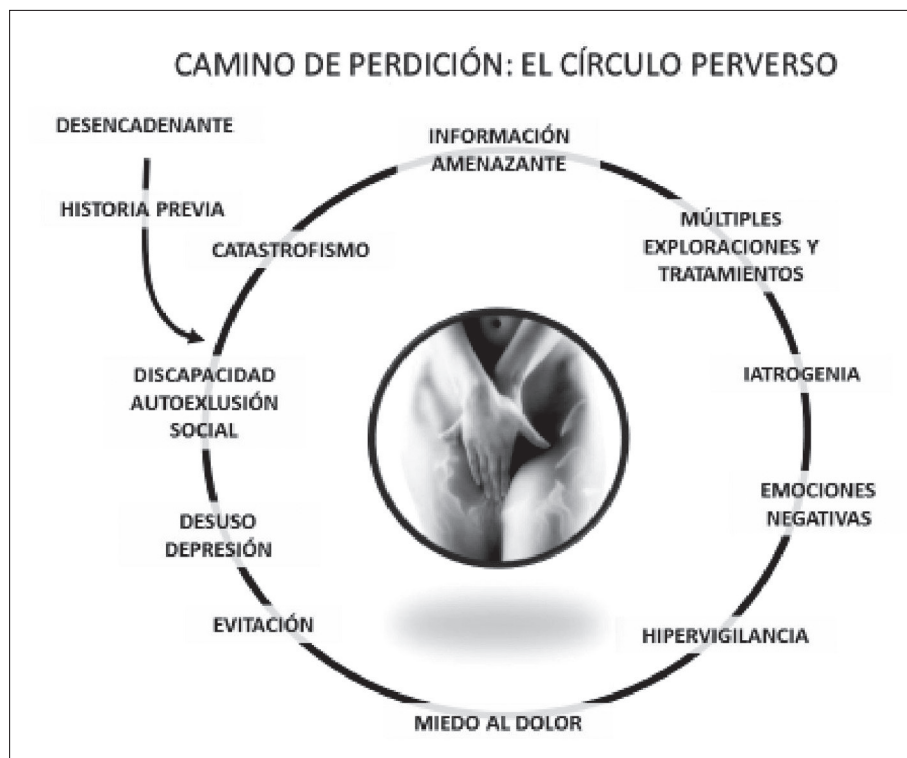 CAMINO DE PERDICIÓN: EL CÍRCULO PERVERSO
DESENCADENANTE
HISTORIA PREVIA
CATASTROFISMO
INFORMACIÓN
AMENAZANTE
MÚLTIPLES
EXPLORACIONES Y
TRATAMIENTOS
IATROGENIA
EMOCIONES
NEGATIVAS
HIPERVIGILANCIA
MIEDO AL DOLOR
EVITACIÓN
DESUSO
DEPRESIÓN
DISCAPACIDAD
AUTOEXLUSIÓN
SOCIAL